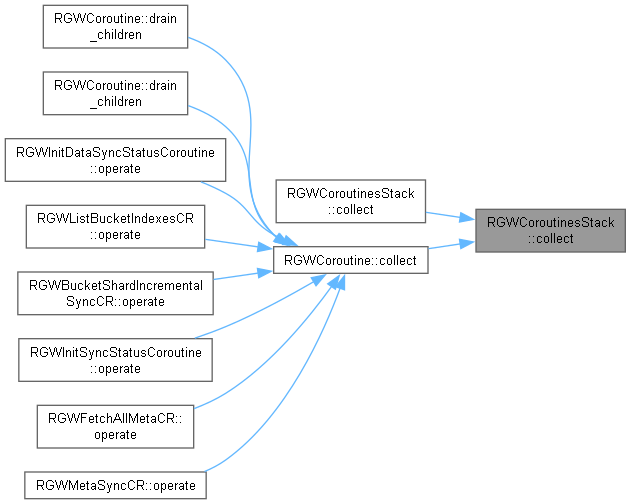 RGWCoroutine::drain
_children
RGWCoroutine::drain
_children
RGWInitDataSyncStatusCoroutine
::operate
RGWListBucketIndexesCR
::operate
RGWBucketShardIncremental
SyncCR::operate
RGWInitSyncStatusCoroutine
::operate
RGWFetchAllMetaCR::
operate
RGWMetaSyncCR::operate
RGWCoroutinesStack
::collect
RGWCoroutine::collect
RGWCoroutinesStack
::collect